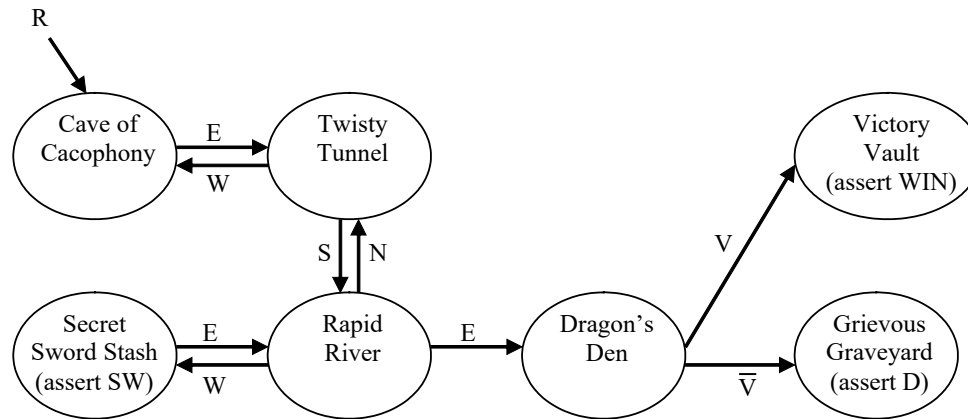 R
Cave of
Cacophony
E
W
Twisty
Tunnel
Victory
Vault
(assert WIN)
S
N
V
Secret
Sword Stash
(assert SW)
E
W
Rapid
River
E
Dragon's
Den
V̅
Grievous
Graveyard
(assert D)